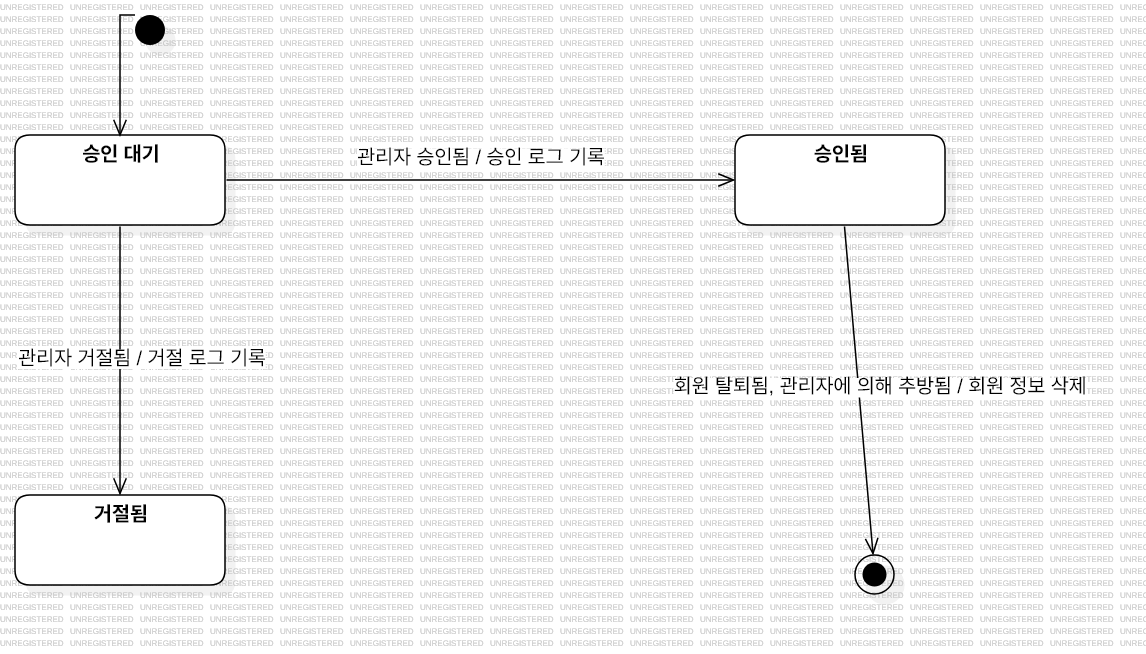 승인 대기
관리자 승인됨 / 승인 로그 기록
승인됨
관리자 거절됨 / 거절 로그 기록
회원 탈퇴됨, 관리자에 의해 추방됨 / 회원 정보 삭제
거절됨
UNREGISTERED